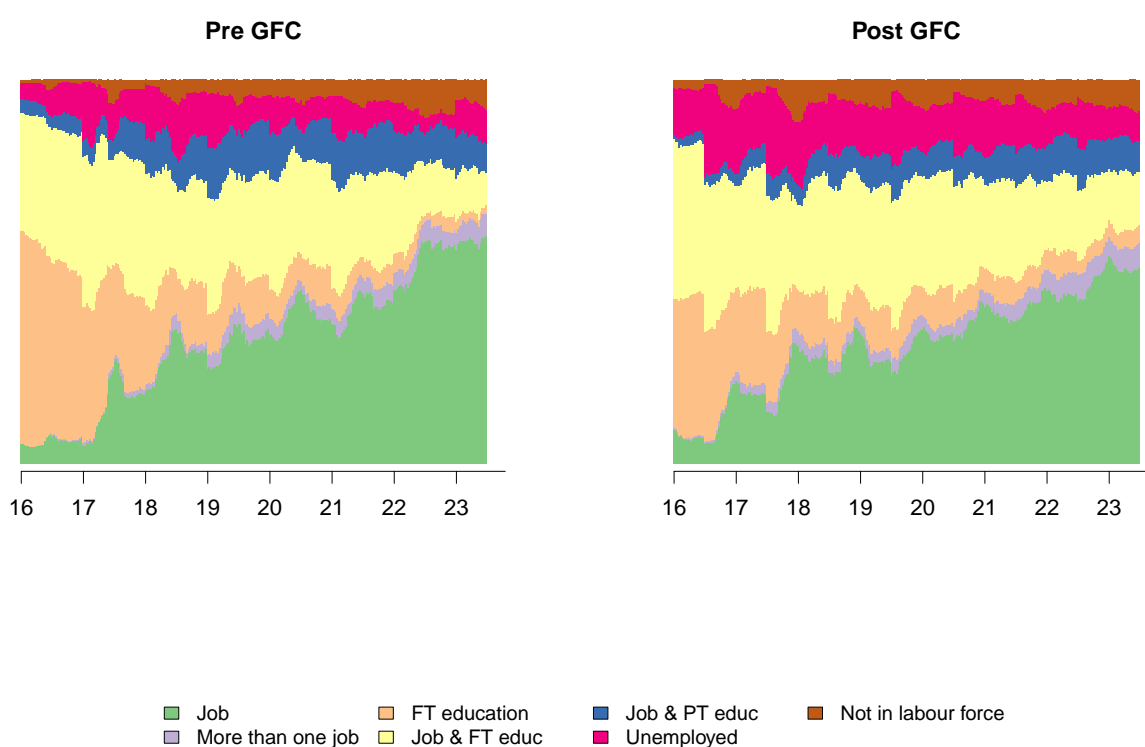 Pre GFC
Post GFC
16 17 18 19 20 21 22 23
16 17 18 19 20 21 22 23
Job FT education Job & PT educ Not in labour force
More than one job Job & FT educ Unemployed